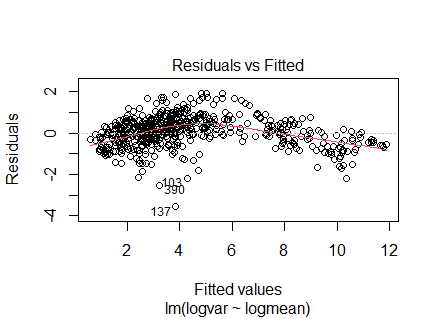 Residuals vs Fitted
Residuals
2
0
-2
-4
103
390
137
2 4 6 8 10 12
Fitted values
lm(logvar ~ logmean)